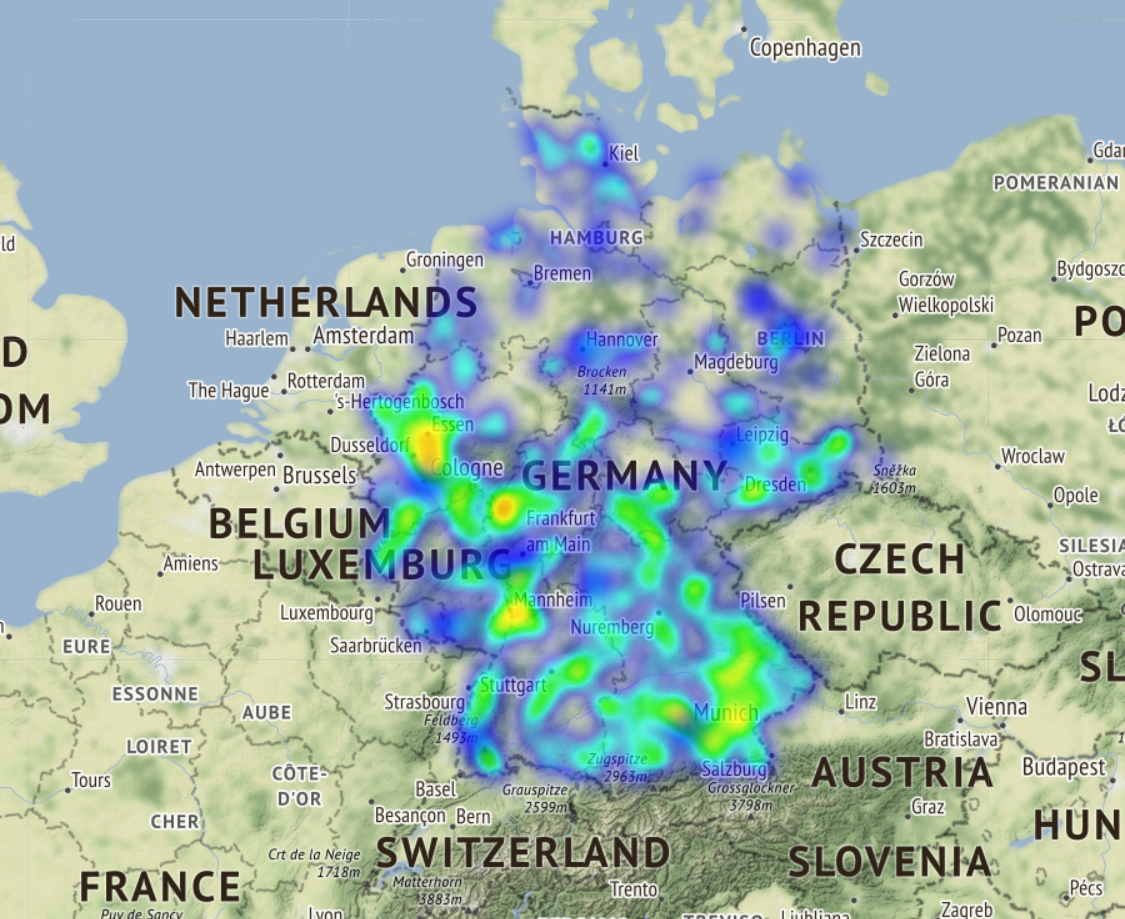 Copenhagen
Kiel
Gdar
POMERANIAN
ld
HAMBURG
Szczecin
Groningen
Bremen
Bydgoszc
Gorzów
Wielkopolski
NETHERLANDS
Haarlem
Amsterdam
Hannover
BERLIN
Pozan
PO
D
Brocken
1141m
Magdeburg
Zielona
Góra
The Hague
Rotterdam
's-Hertogenbosch
Lodz
OM
Essen
ŁÓ
Dusseldorf
Leipzig
Antwerpen
Brussels
Cologne
GERMANY
Dresden
Sněžka
1603m
Wroclaw
Opole
BELGIUM
Frankfurt
am Main
LUXEMBURG
SILESIA
Ostrava
Amiens
CZECH
REPUBLIC
Rouen
Luxembourg
Mannheim
Pilsen
Olomouc
EURE
Saarbrücken
Nuremberg
ESSONNE
Strasbourg
Stuttgart
SL
AUBE
Feldberg
1493m
Munich
Linz
Vienna
LOIRET
Bratislava
Tours
CÔTE-
D'OR
Basel
Zugspitze
2963m
Salzburg
AUSTRIA
Budapest
Grauspitze
2599m
Grossglockner
3798m
CHER
Besançon
Bern
Graz
HUN
Crt de la Neige
1718m
SWITZERLAND
SLOVENIA
FRANCE
Matterhorn
3883m
Trento
Pécs
Puy de Sancy
Lyon
TREVISO
Ljubljana
Zagreb